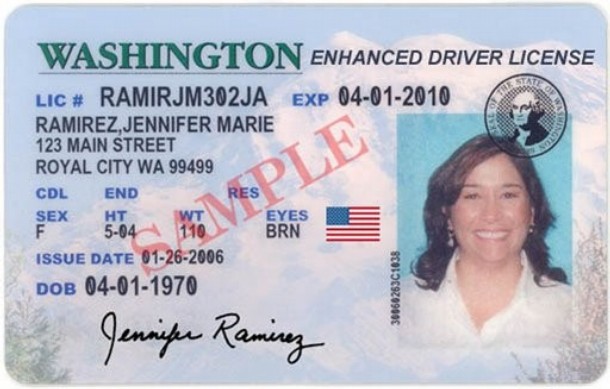 WASHINGTON ENHANCED DRIVER LICENSE
LIC # RAMIRJM302JA EXP 04-01-2010
RAMIREZ,JENNIFER MARIE
123 MAIN STREET
ROYAL CITY WA 99499
CDL END RES
SEX HT WT EYES
F 5-04 110 BRN
ISSUE DATE 01-26-2006
DOB 04-01-1970
SAMPLE
Jennifer Ramirez
30060263C1038
SEAL OF THE STATE OF WASHINGTON